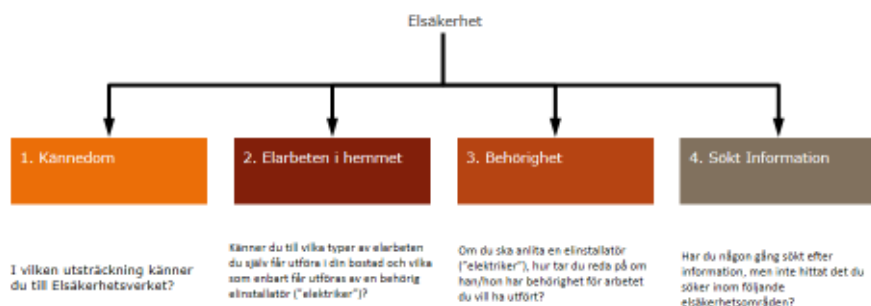 Elsäkerhet
1. Kännedom
2. Elarbeten i hemmet
3. Behörighet
4. Sökt Information
I vilken utsträckning känner
du till Elsäkerhetsverket?
Känner du till vilka typer av elarbeten
du själv får utföra i din bostad och vilka
som enbart får utföras av en behörig
elinstallatör ("elektriker")?
Om du ska anlita en elinstallatör
("elektriker"), hur tar du reda på om
han/hon har behörighet för arbetet
du vill ha utfört?
Har du någon gång sökt efter
information, men inte hittat det du
söker inom följande
elsäkerhetsområden?